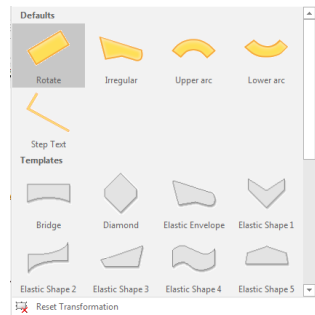 Defaults
Rotate Irregular Upper arc Lower arc
Step Text
Templates
Bridge Diamond Elastic Envelope Elastic Shape 1
Elastic Shape 2 Elastic Shape 3 Elastic Shape 4 Elastic Shape 5
Reset Transformation